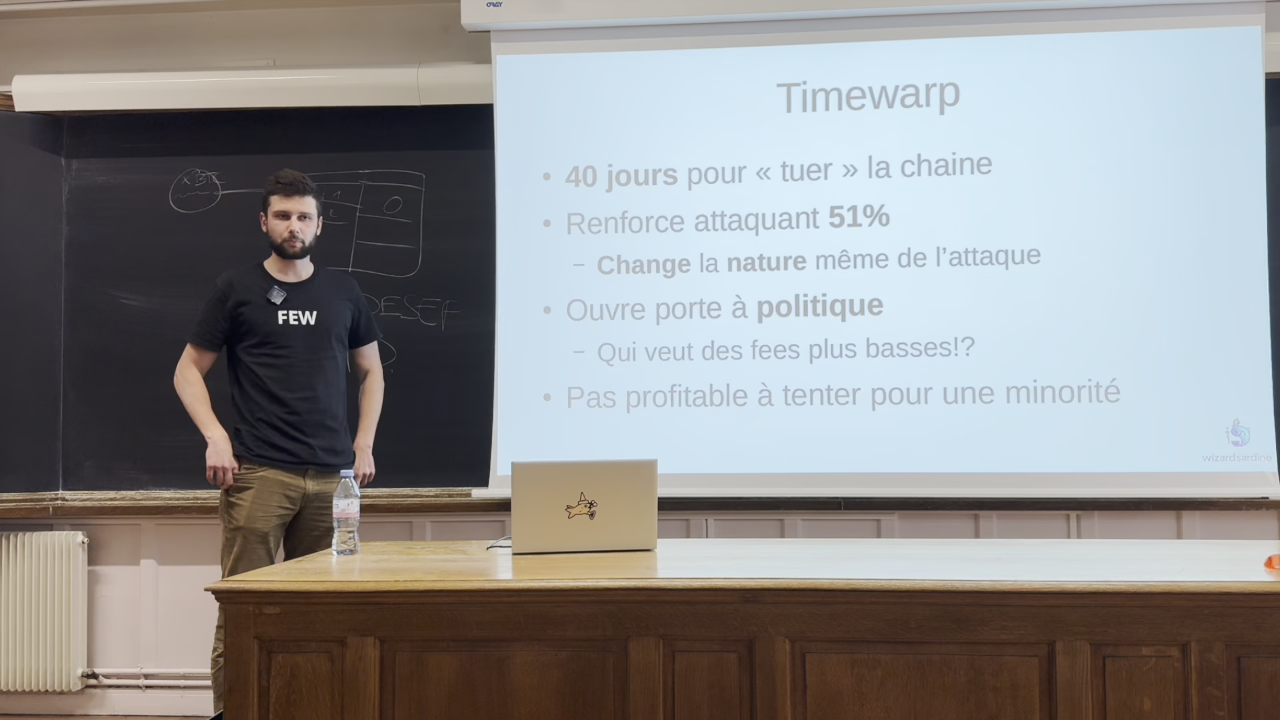 Timewarp
• 40 jours pour « tuer » la chaine
• Renforce attaquant 51%
– Change la nature même de l'attaque
• Ouvre porte à politique
– Qui veut des fees plus basses!?
• Pas profitable à tenter pour une minorité
wizardsardine
FEW